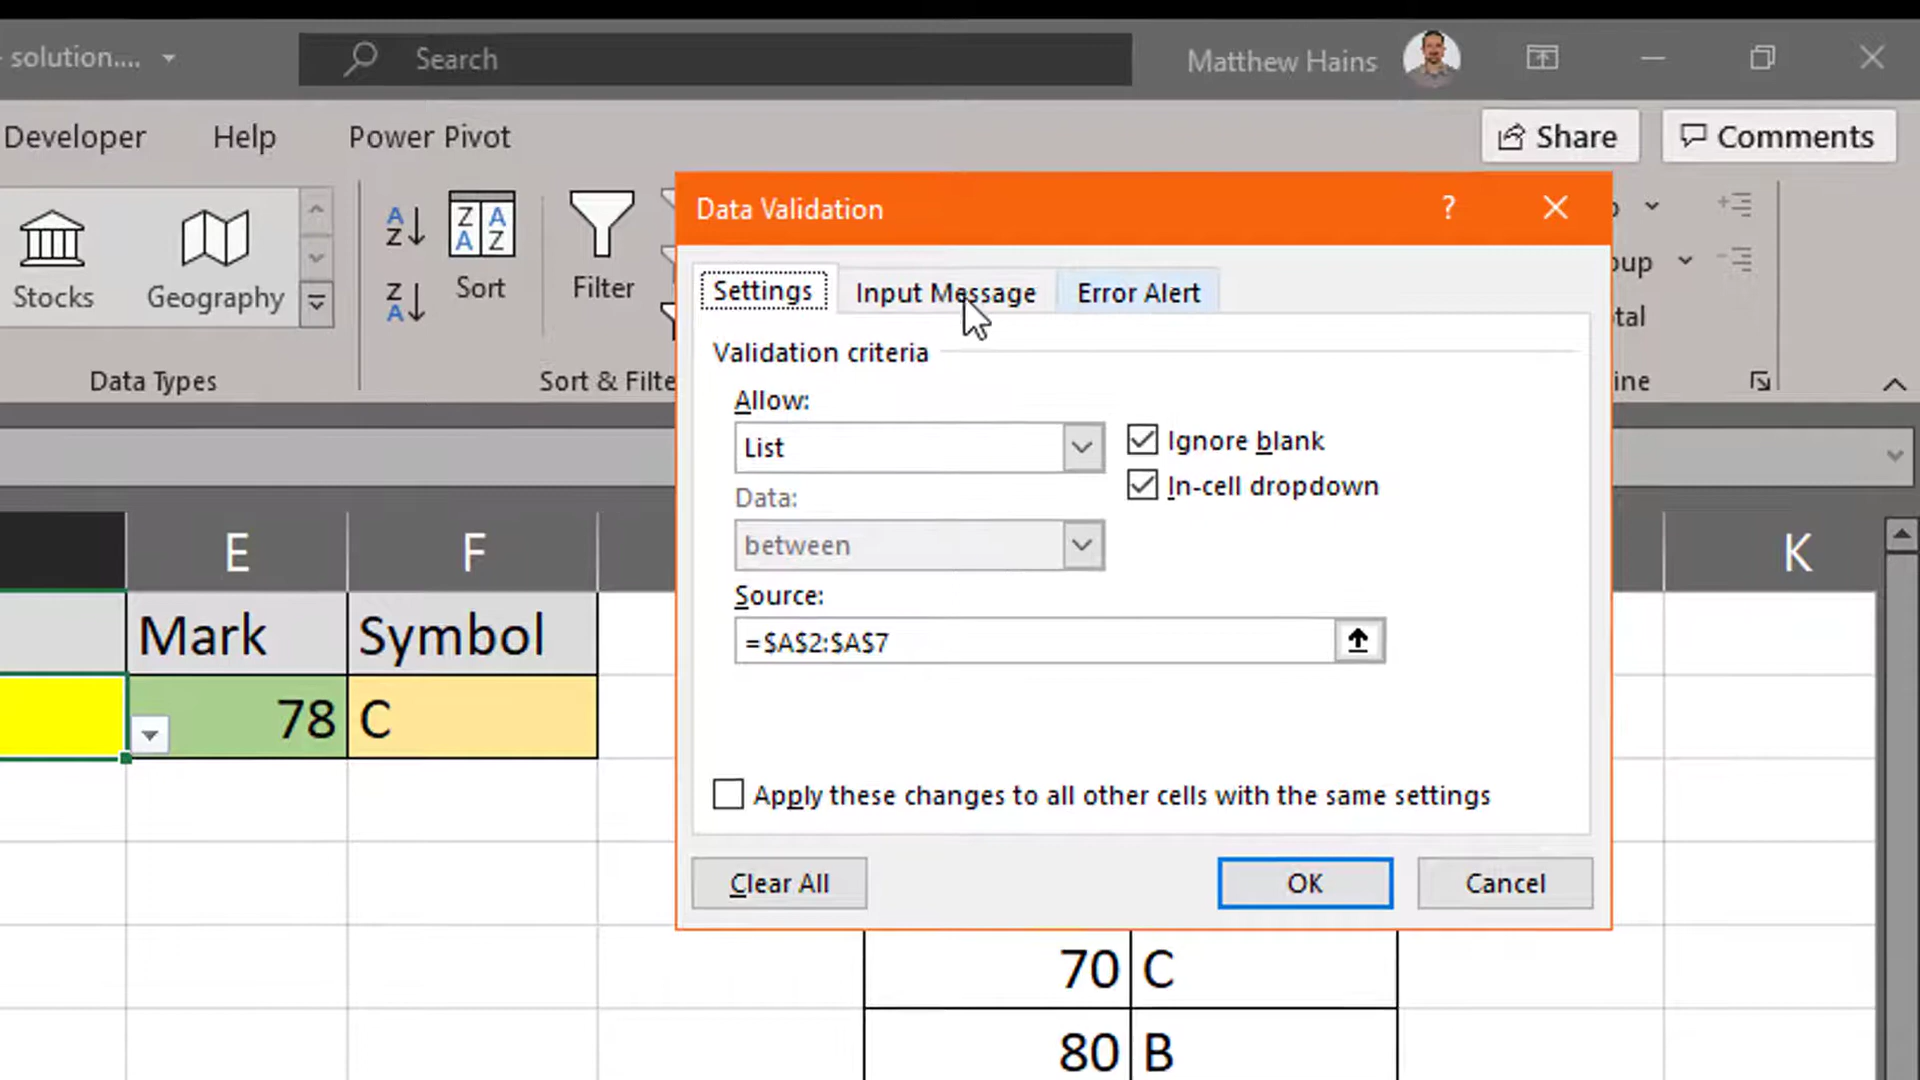 - solution....
Search
Matthew Hains
Developer
Help
Power Pivot
Share
Comments
Stocks
Geography
Data Types
A
Z
Z
A
Z A
A Z
Sort
Filter
Sort & Filte
oup
tal
ine
Data Validation
?
Settings
Input Message
Error Alert
Validation criteria
Allow:
List
Ignore blank
In-cell dropdown
Data:
between
Source:
=$A$2:$A$7
Apply these changes to all other cells with the same settings
Clear All
OK
Cancel
E
F
K
Mark
Symbol
78
C
70
C
80
B